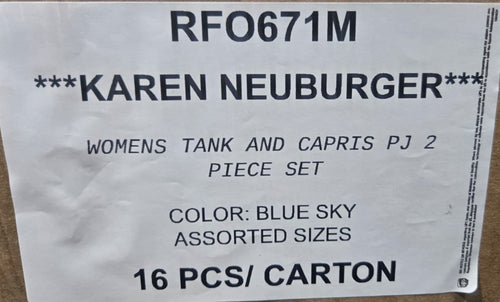 RFO671M
***KAREN NEUBURGER***
WOMENS TANK AND CAPRIS PJ 2
PIECE SET
COLOR: BLUE SKY
ASSORTED SIZES
16 PCS/ CARTON